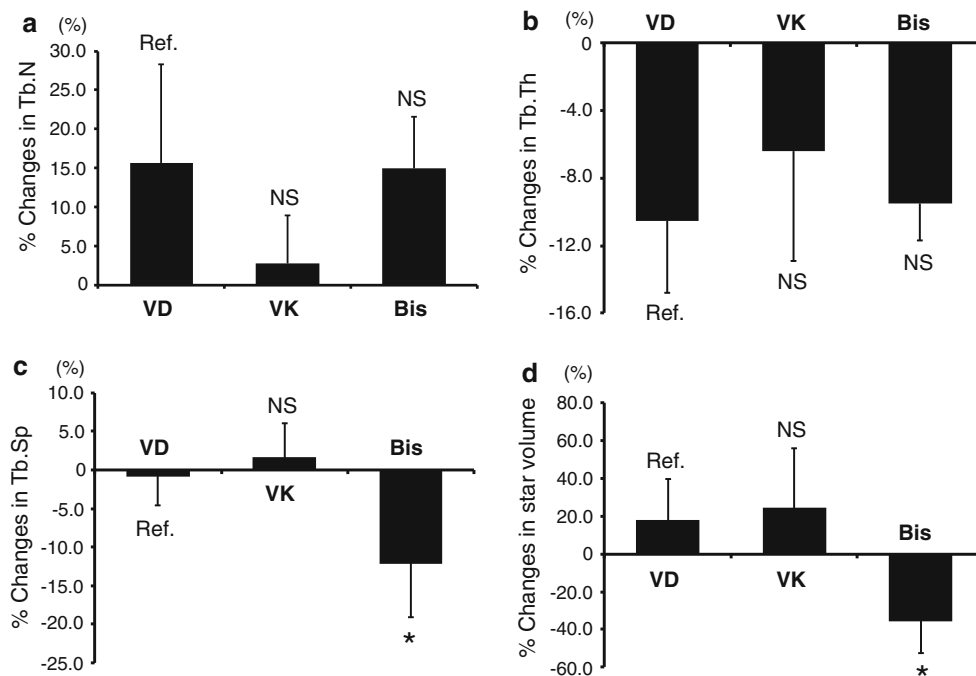 a (%)
% Changes in Tb.N
30.0
25.0
20.0
15.0
10.0
5.0
0
Ref.
NS
NS
VD VK Bis
b (%)
% Changes in Tb.Th
VD VK Bis
0
-4.0
-8.0
-12.0
-16.0
Ref.
NS
NS
c (%)
% Changes in Tb.Sp
10.0
5.0
0
-5.0
-10.0
-15.0
-20.0
-25.0
NS
VD
Bis
VK
Ref.
*
d (%)
% Changes in star volume
80.0
60.0
40.0
20.0
0
-20.0
-40.0
-60.0
NS
Ref.
Bis
VD VK
*